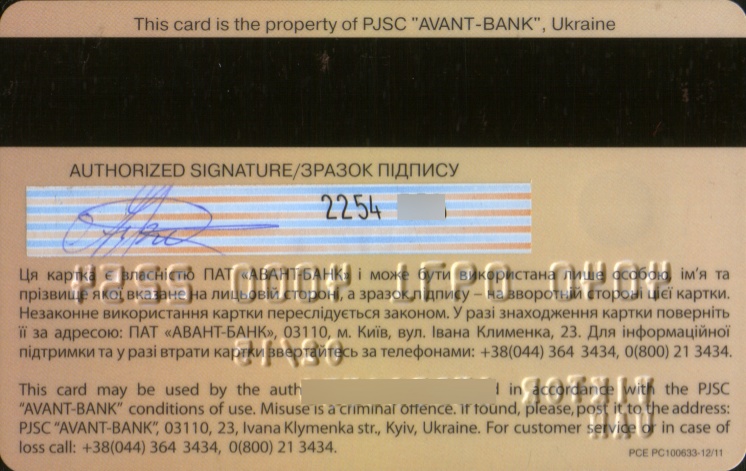 This card is the property of PJSC "AVANT-BANK", Ukraine
AUTHORIZED SIGNATURE/ЗРАЗОК ПІДПИСУ
2254
Ця картка є власністю ПАТ «АВАНТ-БАНК» і може бути використана лише особою, ім'я та
прізвище якої вказане на лицьовій стороні, а зразок підпису – на зворотній стороні цієї картки.
Незаконне використання картки переслідується законом. У разі знаходження картки поверніть
її за адресою: ПАТ «АВАНТ-БАНК», 03110, м. Київ, вул. Івана Клименка, 23. Для інформаційної
підтримки та у разі втрати картки звертайтесь за телефонами: +38(044) 364 3434, 0(800) 21 3434.
This card may be used by the auth d in accordance with the PJSC
"AVANT-BANK" conditions of use. Misuse is a criminal offence. If found, please, post it to the address:
PJSC "AVANT-BANK", 03110, 23, Ivana Klymenka str., Kyiv, Ukraine. For customer service or in case of
loss call: +38(044) 364 3434, 0(800) 21 3434.
PCE PC100633-12/11